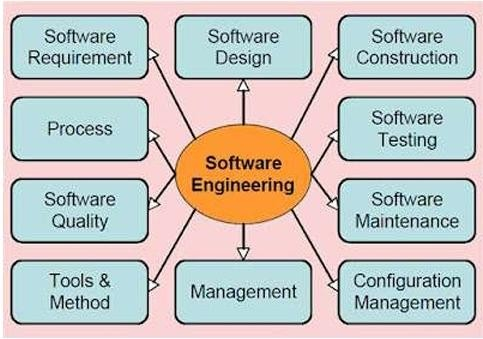 Software
Requirement
Software
Design
Software
Construction
Process
Software
Testing
Software
Engineering
Software
Quality
Software
Maintenance
Tools &
Method
Management
Configuration
Management